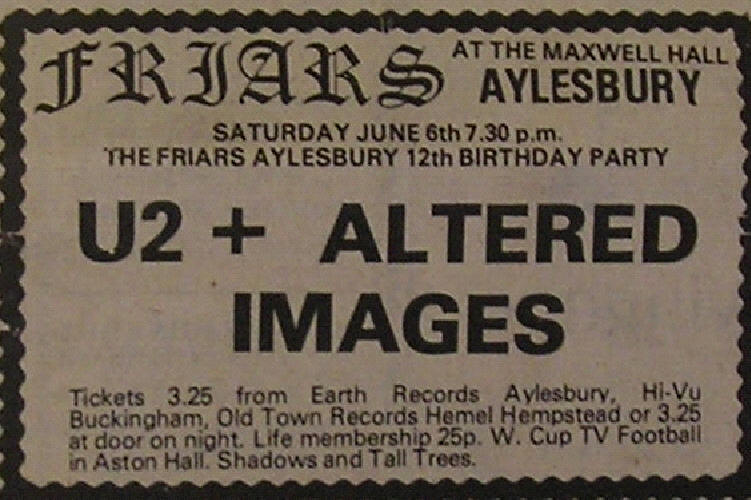 FRIARS AT THE MAXWELL HALL
AYLESBURY
SATURDAY JUNE 6th 7.30 p.m.
THE FRIARS AYLESBURY 12th BIRTHDAY PARTY
U2 + ALTERED
IMAGES
Tickets 3.25 from Earth Records Aylesbury, Hi-Vu
Buckingham, Old Town Records Hemel Hempstead or 3.25
at door on night. Life membership 25p. W. Cup TV Football
in Aston Hall. Shadows and Tall Trees.